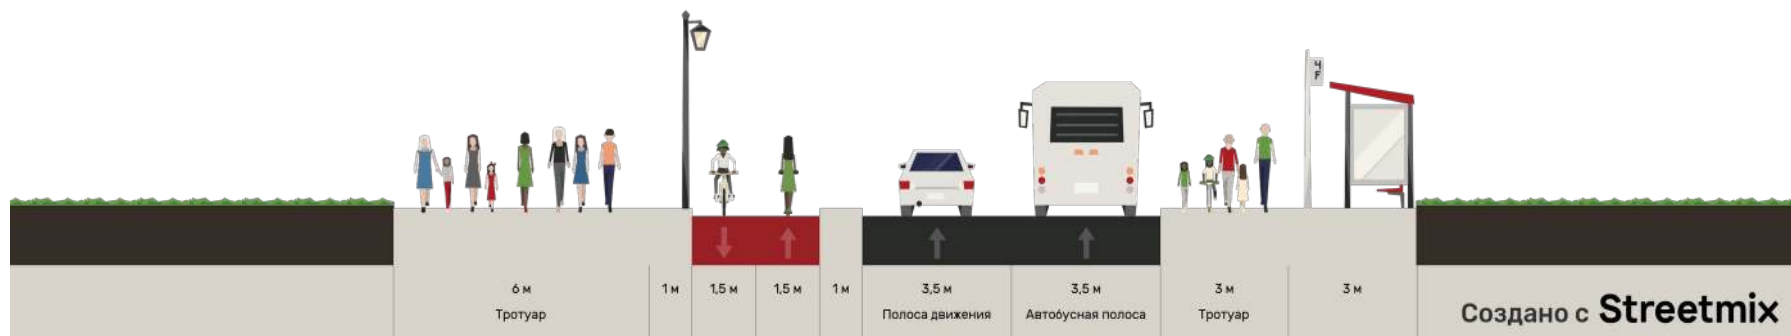 6 м
Тротуар
1 м
1,5 м
1,5 м
1 м
3,5 м
Полоса движения
3,5 м
Автобусная полоса
3 м
Тротуар
3 м
Создано с Streetmix